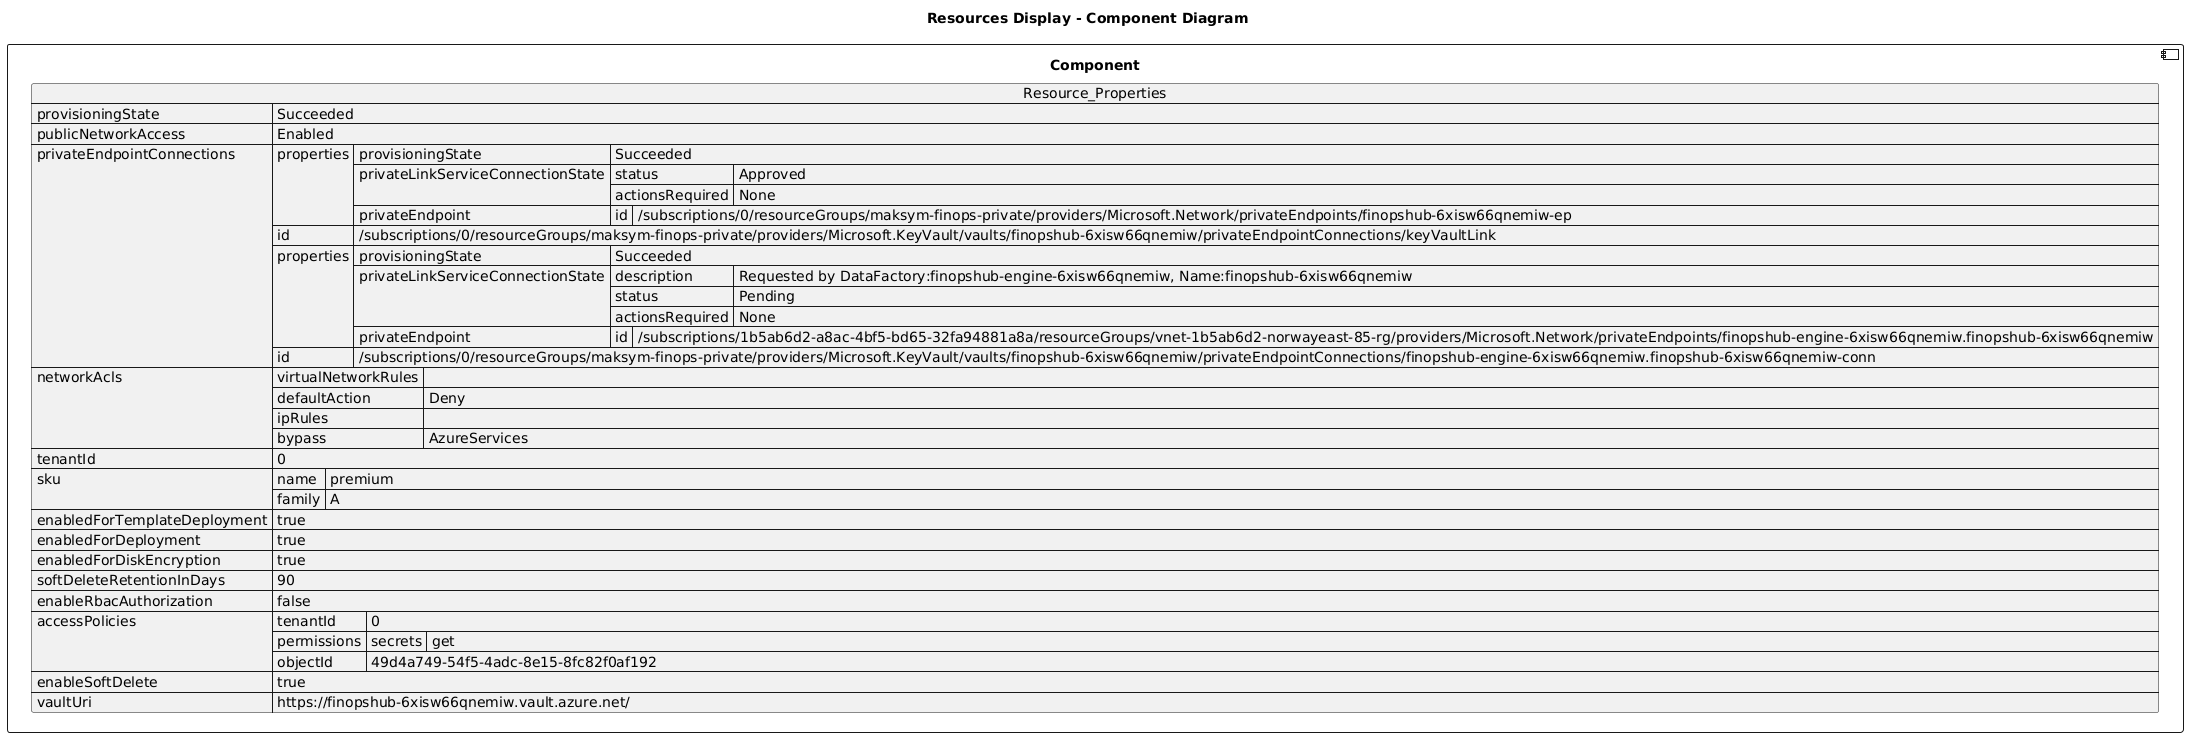 Resources Display - Component Diagram
Component
Resource_Properties
provisioningState Succeeded
publicNetworkAccess Enabled
privateEndpointConnections properties provisioningState Succeeded
privateLinkServiceConnectionState status Approved
actionsRequired None
privateEndpoint id /subscriptions/0/resourceGroups/maksym-finops-private/providers/Microsoft.Network/privateEndpoints/finopshub-6xisw66qnemiw-ep
id /subscriptions/0/resourceGroups/maksym-finops-private/providers/Microsoft.KeyVault/vaults/finopshub-6xisw66qnemiw/privateEndpointConnections/keyVaultLink
properties provisioningState Succeeded
privateLinkServiceConnectionState description Requested by DataFactory:finopshub-engine-6xisw66qnemiw, Name:finopshub-6xisw66qnemiw
status Pending
actionsRequired None
privateEndpoint id /subscriptions/1b5ab6d2-a8ac-4bf5-bd65-32fa94881a8a/resourceGroups/vnet-1b5ab6d2-norwayeast-85-rg/providers/Microsoft.Network/privateEndpoints/finopshub-engine-6xisw66qnemiw.finopshub-6xisw66qnemiw
id /subscriptions/0/resourceGroups/maksym-finops-private/providers/Microsoft.KeyVault/vaults/finopshub-6xisw66qnemiw/privateEndpointConnections/finopshub-engine-6xisw66qnemiw.finopshub-6xisw66qnemiw-conn
networkAcls virtualNetworkRules
defaultAction Deny
ipRules
bypass AzureServices
tenantId 0
sku name premium
family A
enabledForTemplateDeployment true
enabledForDeployment true
enabledForDiskEncryption true
softDeleteRetentionInDays 90
enableRbacAuthorization false
accessPolicies tenantId 0
permissions secrets get
objectId 49d4a749-54f5-4adc-8e15-8fc82f0af192
enableSoftDelete true
vaultUri https://finopshub-6xisw66qnemiw.vault.azure.net/